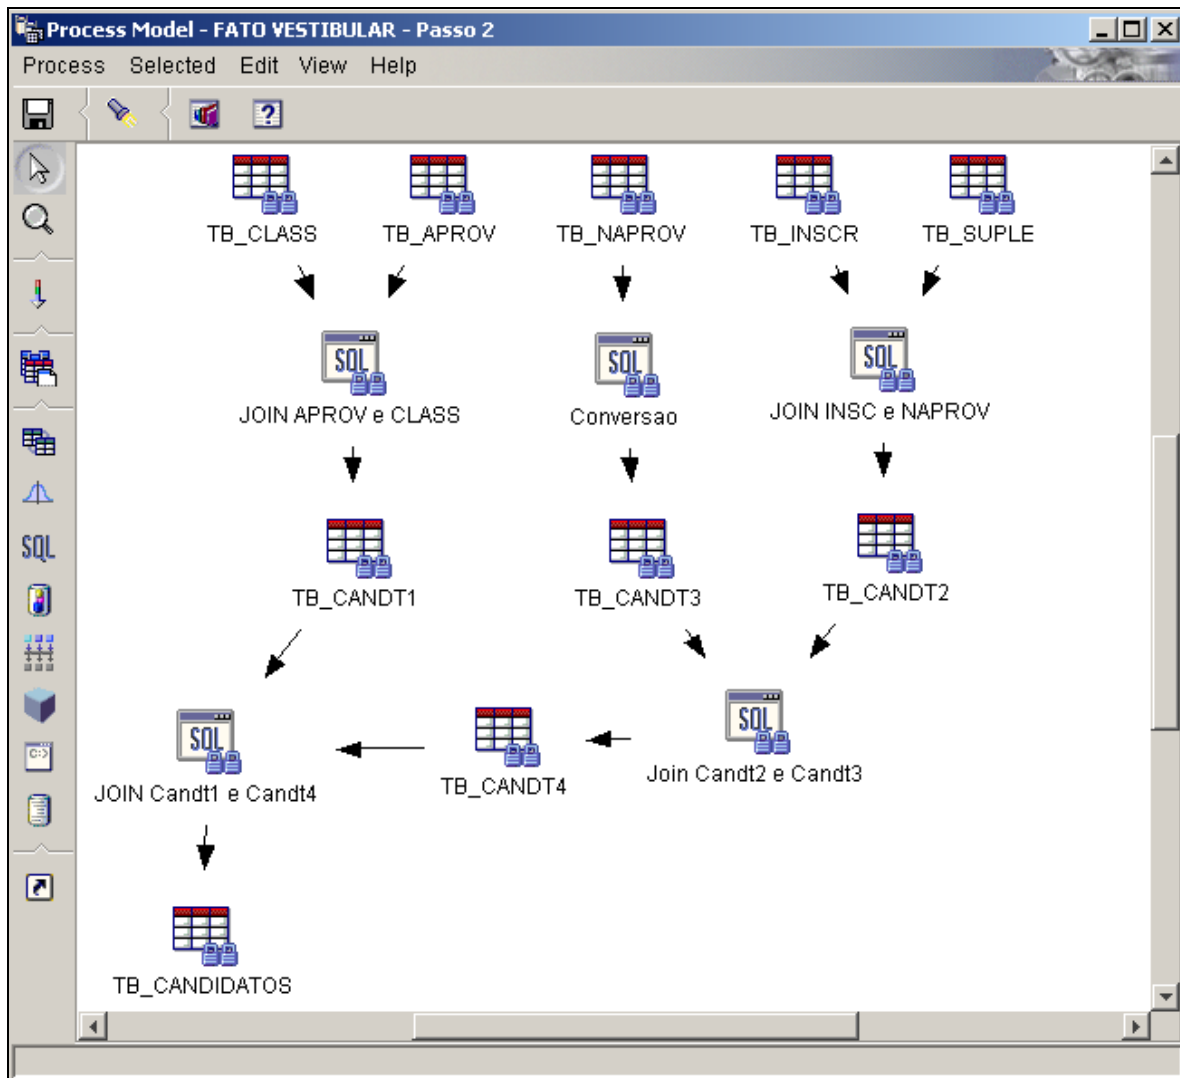 Process Model - FATO VESTIBULAR - Passo 2
Process Selected Edit View Help
TB_CLASS TB_APROV TB_NAPROV TB_INSCR TB_SUPLE
SQL SQL SQL
JOIN APROV e CLASS Conversao JOIN INSC e NAPROV
SQL
TB_CANDT1 TB_CANDT3 TB_CANDT2
SQL SQL
JOIN Candt1 e Candt4 TB_CANDT4 Join Candt2 e Candt3
C:>
TB_CANDIDATOS